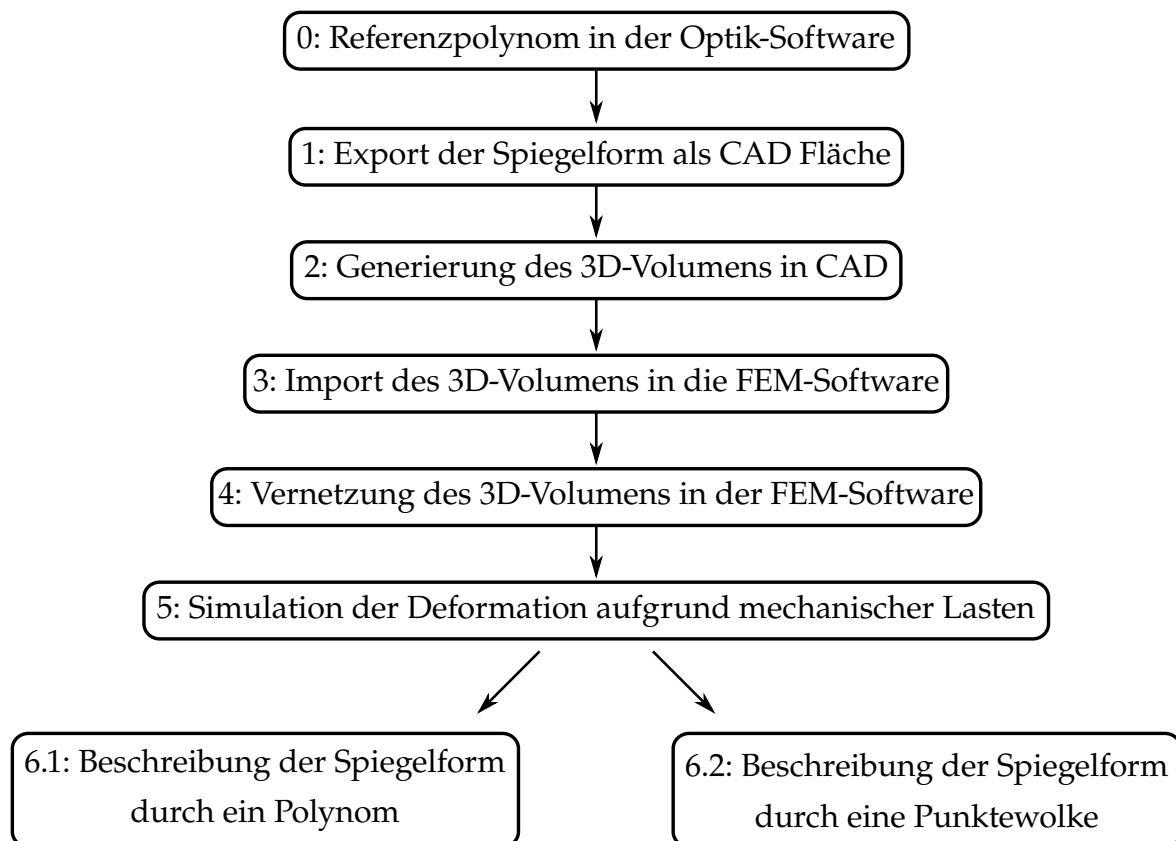 0: Referenzpolynom in der Optik-Software
1: Export der Spiegelform als CAD Fläche
2: Generierung des 3D-Volumens in CAD
3: Import des 3D-Volumens in die FEM-Software
4: Vernetzung des 3D-Volumens in der FEM-Software
5: Simulation der Deformation aufgrund mechanischer Lasten
6.1: Beschreibung der Spiegelform
durch ein Polynom
6.2: Beschreibung der Spiegelform
durch eine Punktewolke